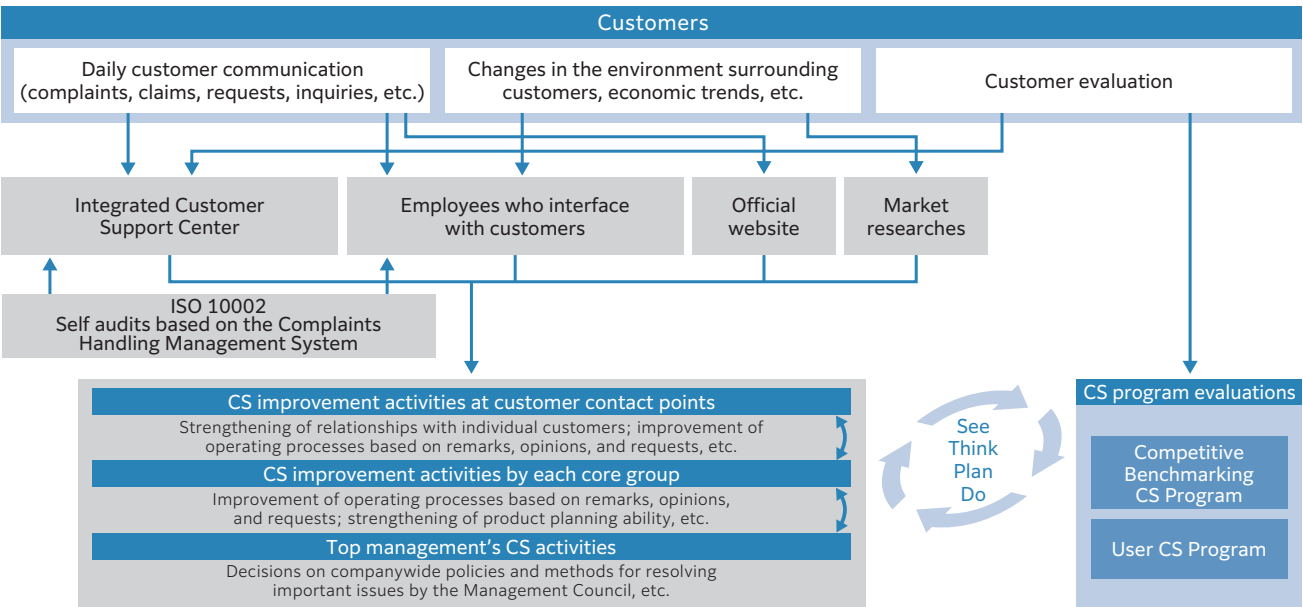 Customers
Daily customer communication
(complaints, claims, requests, inquiries, etc.)
Changes in the environment surrounding
customers, economic trends, etc.
Customer evaluation
Integrated Customer
Support Center
Employees who interface
with customers
Official
website
Market
researches
ISO 10002
Self audits based on the Complaints
Handling Management System
CS improvement activities at customer contact points
Strengthening of relationships with individual customers; improvement of
operating processes based on remarks, opinions, and requests, etc.
CS improvement activities by each core group
Improvement of operating processes based on remarks, opinions,
and requests; strengthening of product planning ability, etc.
Top management's CS activities
Decisions on companywide policies and methods for resolving
important issues by the Management Council, etc.
See
Think
Plan
Do
CS program evaluations
Competitive
Benchmarking
CS Program
User CS Program